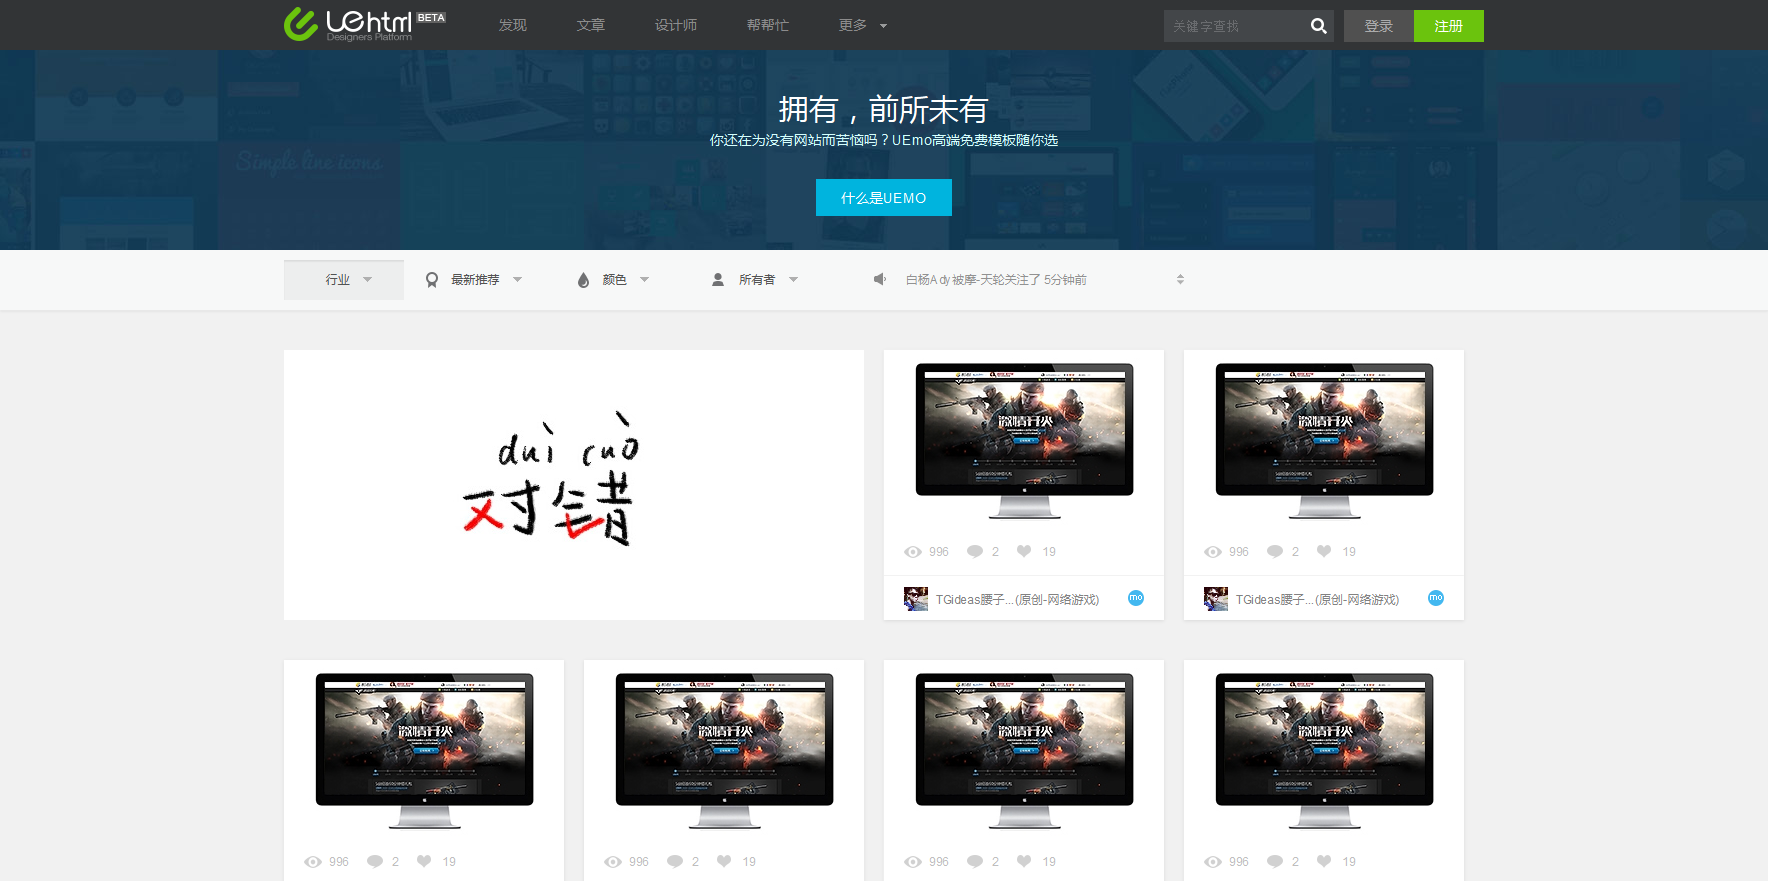 UEhtml BETA
Designers Platform
发现 文章 设计师 帮帮忙 更多
关键字查找
登录 注册
Simple line icons
拥有，前所未有
你还在为没有网站而苦恼吗？UEmo高端免费模板随你选
什么是UEMO
行业 最新推荐 颜色 所有者 白杨Ady被摩-天轮关注了 5分钟前
duì cuò
对错
激情开火
996 2 19
TGideas腰子...(原创-网络游戏) mo
激情开火
996 2 19
TGideas腰子...(原创-网络游戏) mo
激情开火
996 2 19
激情开火
996 2 19
激情开火
996 2 19
激情开火
996 2 19